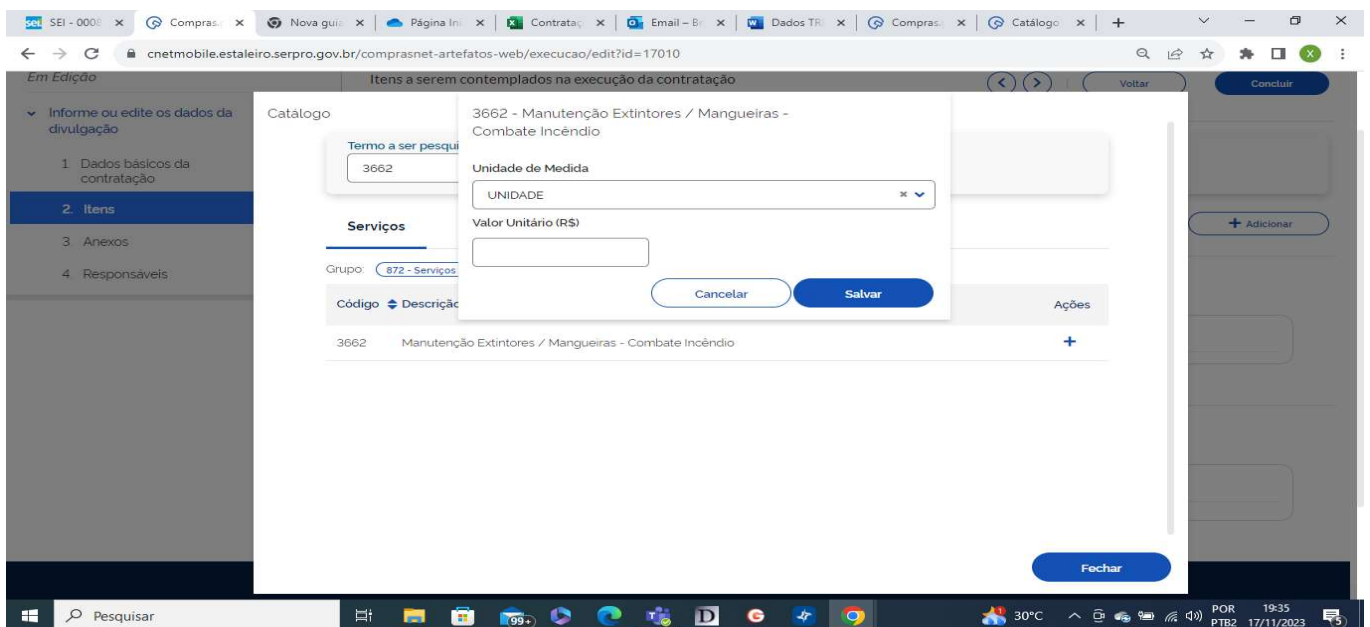 SEI - 0008
Compras.
Nova gui
Página In
Contrataç
Email – B
Dados TR
Compras
Catálogo
cnetmobile.estaleiro.serpro.gov.br/comprasnet-artefatos-web/execucao/edit?id=17010
X
Em Edição
Itens a serem contemplados na execução da contratação
Voltar
Concluir
Informe ou edite os dados da
divulgação
1 Dados básicos da
contratação
2. Itens
3 Anexos
4 Responsáveis
Catálogo
Termo a ser pesqui
3662
3662 - Manutenção Extintores / Mangueiras -
Combate Incêndio
Unidade de Medida
UNIDADE
Valor Unitário (R$)
Cancelar
Salvar
Adicionar
Serviços
Grupo: 872 - Serviços
Código Descriçã
Ações
3662 Manutenção Extintores / Mangueiras - Combate Incêndio
Fechar
Pesquisar
99+
D
G
1
30°C
POR
PTB2
19:35
17/11/2023
5